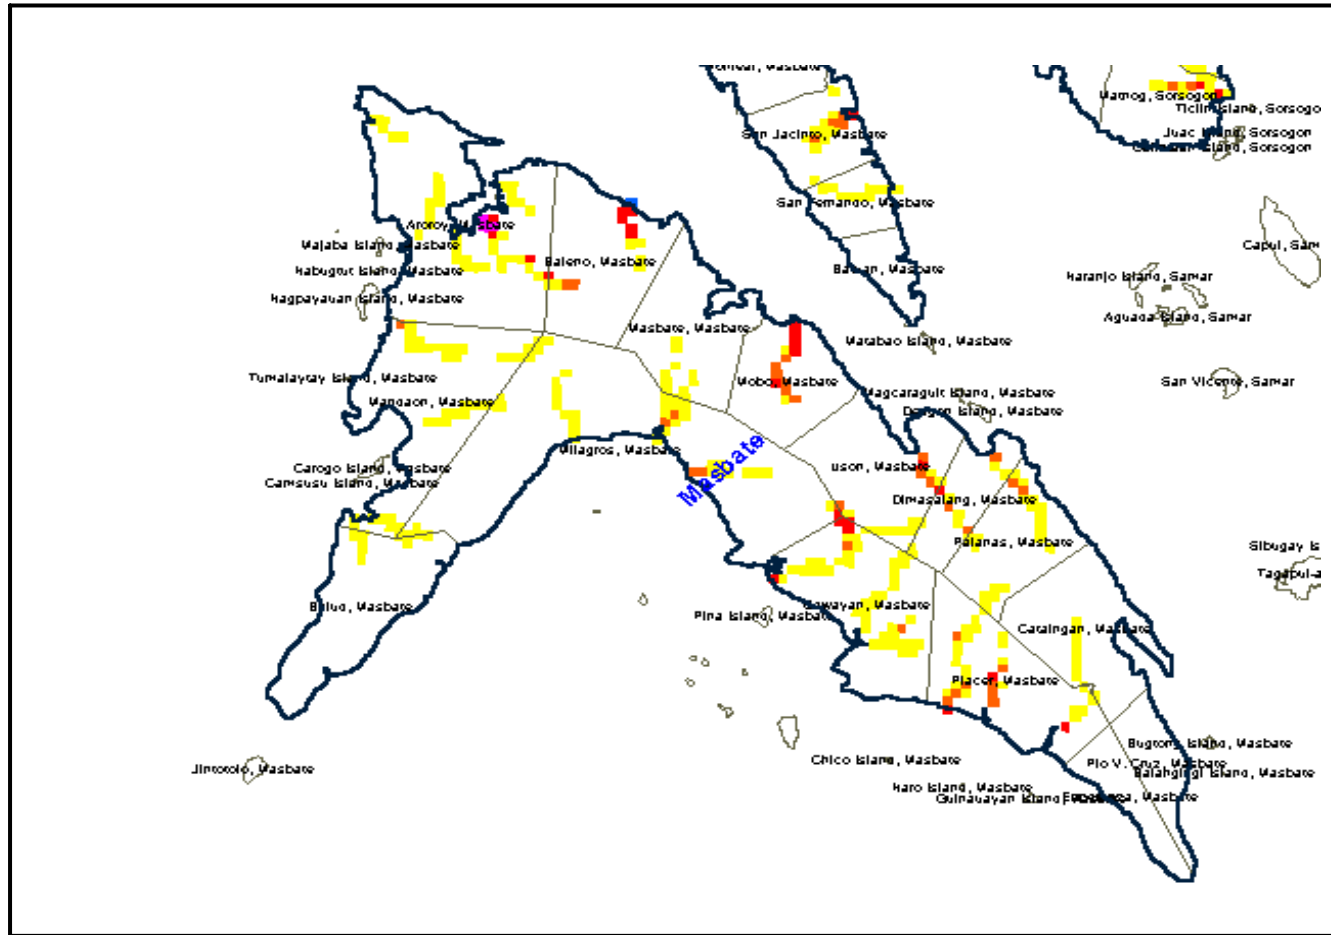 Matnog, Sorsogon
Ticlin Island, Sorsogo
San Jacinto, Masbate
Juac Island, Sorsogon
Island, Sorsogon
San Fernando, Masbate
Aroroy, Masbate
Majaba Island, Masbate
Capul, Sam
Baleno, Masbate
Nabugtut Island, Masbate
Batuan, Masbate
Naranjo Island, Samar
Nagpayauan Island, Masbate
Aguada Island, Samar
Masbate, Masbate
Matabao Island, Masbate
Tumalaytay Island, Masbate
Mobo, Masbate
San Vicente, Samar
Magcaraguit Island, Masbate
Mandaon, Masbate
Deagan Island, Masbate
Milagros, Masbate
Masbate
Uson, Masbate
Carogo Island, Masbate
Camsusu Island, Masbate
Dimasalang, Masbate
Palanas, Masbate
Sibugay Is
Tagapul-a
Balud, Masbate
Pina Island, Masbate
Cawayan, Masbate
Cataingan, Masbate
Placer, Masbate
Bugtong Island, Masbate
Jintotolo, Masbate
Chico Island, Masbate
Pio V. Cruz, Masbate
Balanginqi Island, Masbate
Naro Island, Masbate
Guinauayan Island,
Esperanza, Masbate